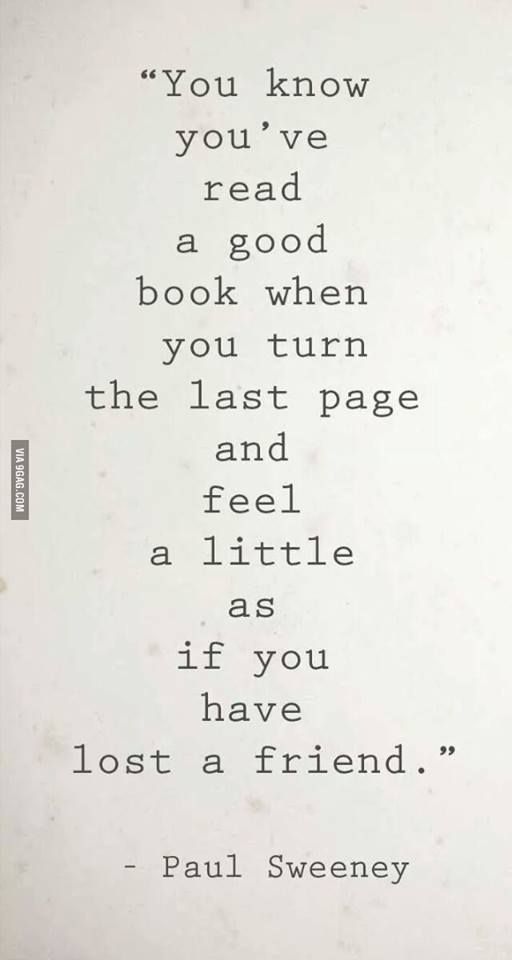 “You know
you’ve
read
a good
book when
you turn
the last page
and
feel
a little
as
if you
have
lost a friend.”
- Paul Sweeney
VIA 9GAG.COM